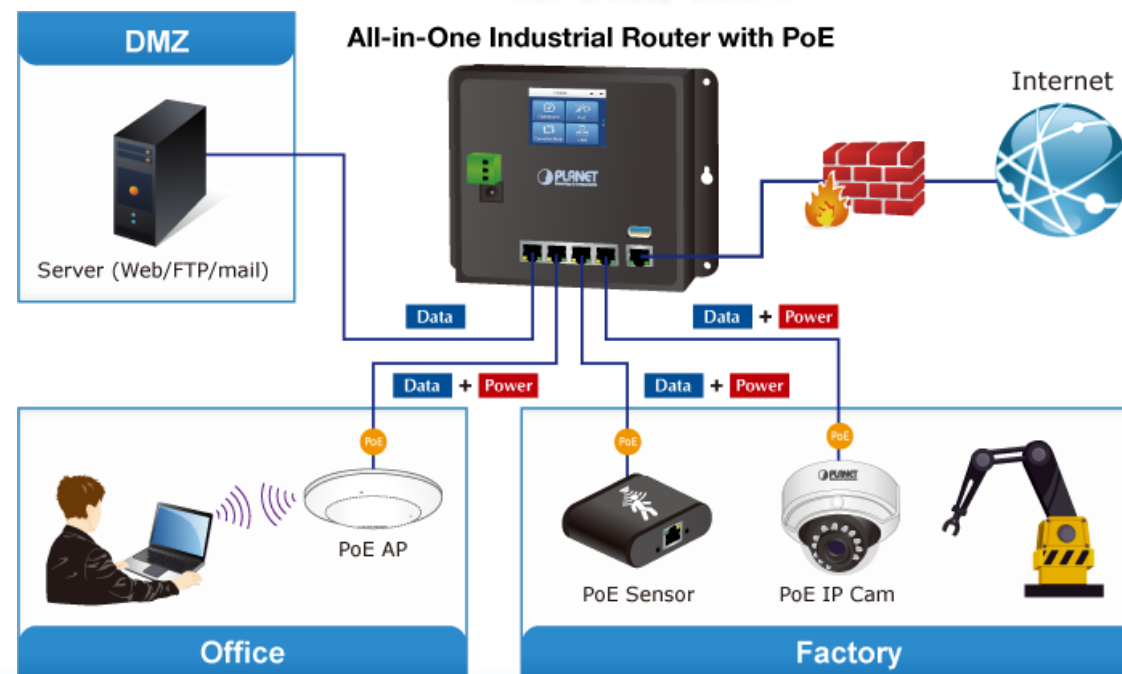 DMZ
All-in-One Industrial Router with PoE
Internet
PLANET
Server (Web/FTP/mail)
Data
Data + Power
Data + Power
Data + Power
PoE
PoE
PoE
PLANET
PoE AP
PoE Sensor
PoE IP Cam
Office
Factory